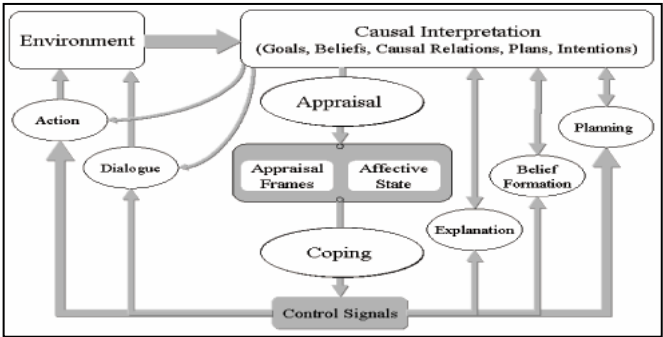 Environment
Causal Interpretation
(Goals, Beliefs, Causal Relations, Plans, Intentions)
Appraisal
Action
Planning
Dialogue
Appraisal
Frames
Affective
State
Belief
Formation
Explanation
Coping
Control Signals